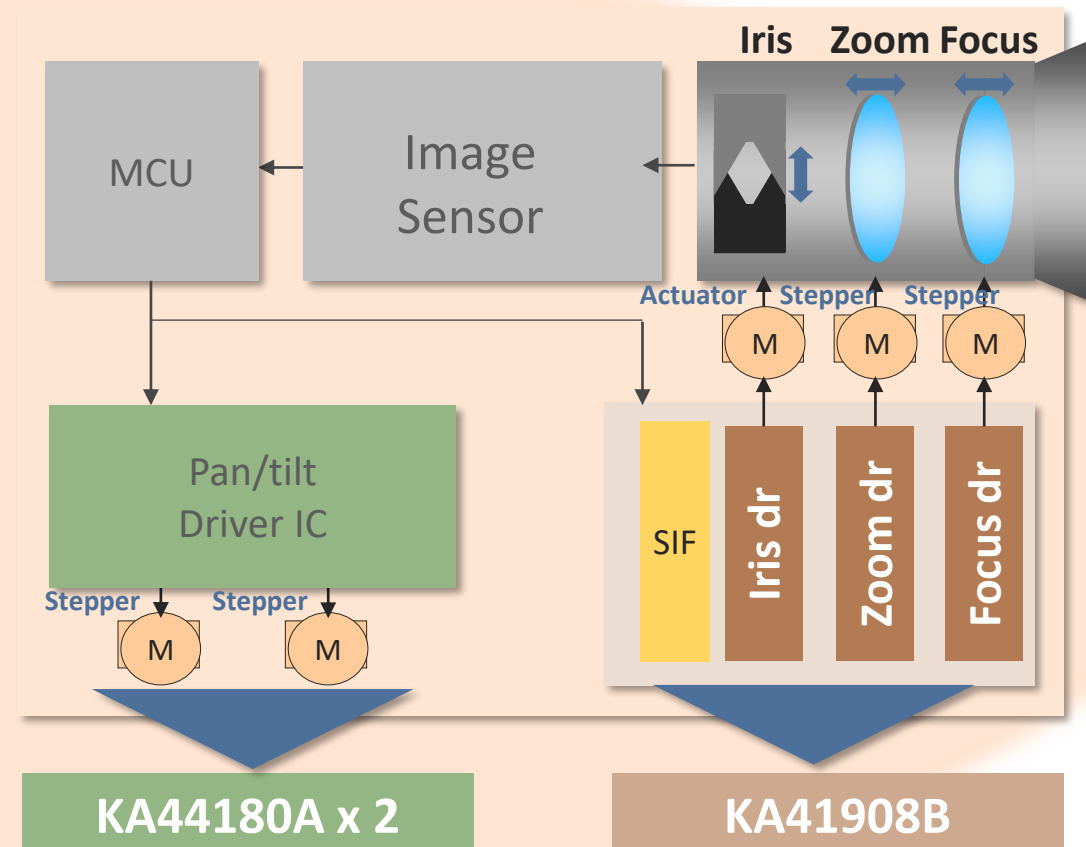 Iris Zoom Focus
MCU
Image
Sensor
Actuator Stepper Stepper
M M M
Pan/tilt
Driver IC
SIF
Iris dr
Zoom dr
Focus dr
Stepper Stepper
M M
KA44180A x 2
KA41908B